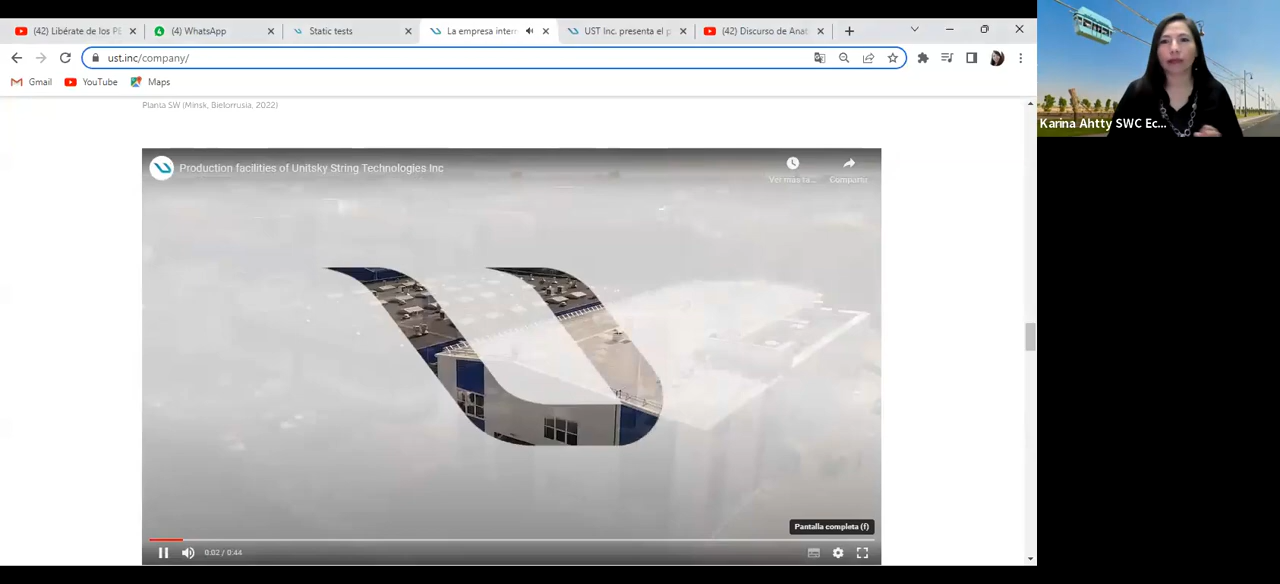 (42) Libérate de los PE
(4) WhatsApp
Static tests
La empresa intern
UST Inc. presenta el p
(42) Discurso de Anat
ust.inc/company/
Gmail
YouTube
Maps
Planta SW (Minsk, Bielorrusia, 2022)
Production facilities of Unitsky String Technologies Inc
Ver más ta...
Compartir
Pantalla completa (f)
0:02 / 0:44
Karina Ahtty SWC Ec...